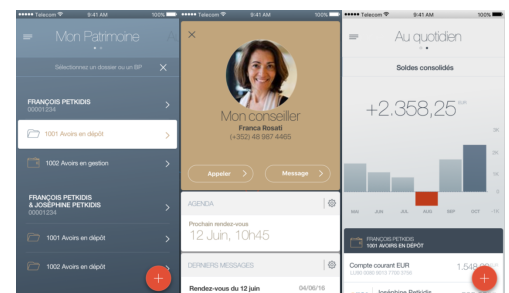 Telecom 9:41 AM 100%
Mon Patrimoine
Sélectionnez un dossier ou un BP
FRANÇOIS PETKIDIS
00001234
1001 Avoirs en dépôt
1002 Avoirs en gestion
FRANÇOIS PETKIDIS
& JOSÉPHINE PETKIDIS
00001234
1001 Avoirs en dépôt
1002 Avoirs en dépôt
Telecom 9:41 AM 100%
Mon conseiller
Franca Rosati
(+352) 48 987 4465
Appeler
Message
AGENDA
Prochain rendez-vous
12 Juin, 10h45
DERNIERS MESSAGES
Rendez-vous du 12 juin 04/06/16
Telecom 9:41 AM 100%
Au quotidien
Soldes consolidés
+2.358,25 EUR
3K
2K
1K
0
-1K
MAI JUN JUL AUG SEP OCT
FRANÇOIS PETKIDIS
1001 AVOIRS EN DÉPÔT
Compte courant EUR
Joséphine Petkidis